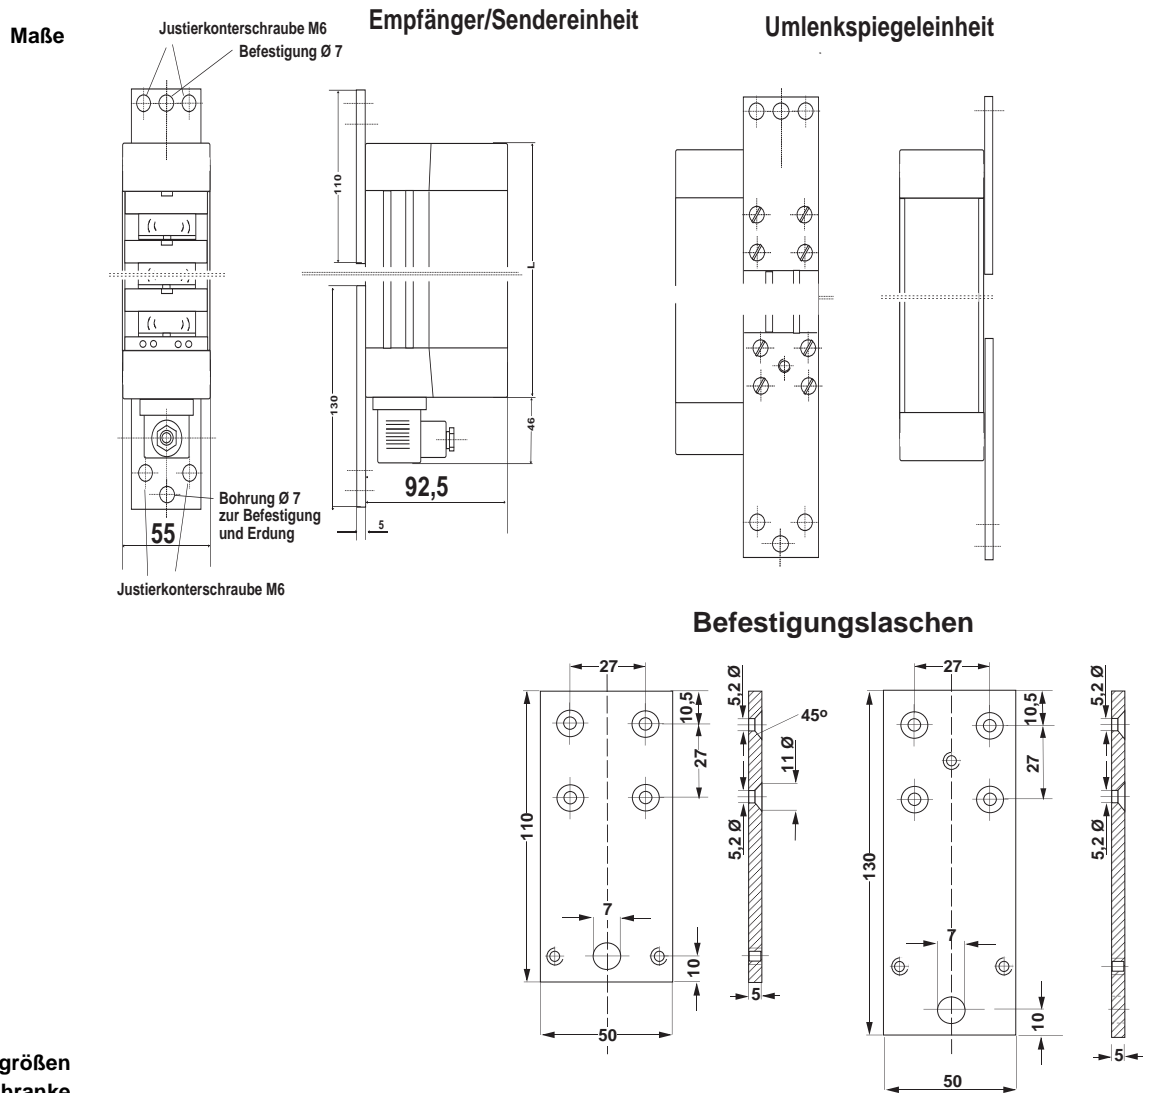 Maße
Justierkonterschraube M6
Befestigung Ø 7
Empfänger/Sendereinheit
Umlenkspiegeleinheit
110
L
130
46
92,5
5
Bohrung Ø 7
zur Befestigung
und Erdung
55
Justierkonterschraube M6
Befestigungslaschen
27
10,5
27
110
7
10
50
5,2 Ø
45º
11 Ø
5,2 Ø
5
27
10,5
27
130
7
10
50
5,2 Ø
5,2 Ø
5
größen
hranke